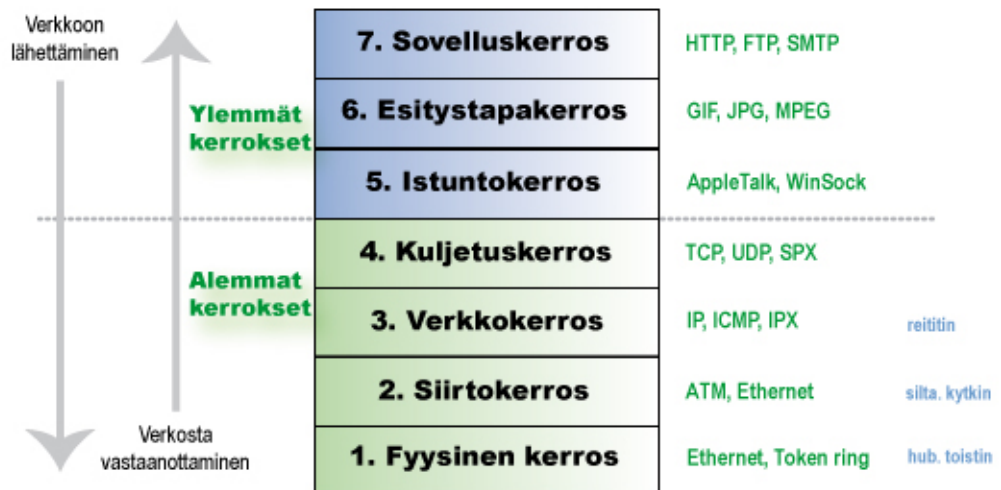 Verkkoon
lähettäminen
7. Sovelluskerros
HTTP, FTP, SMTP
Ylemmät
kerrokset
6. Esitystapakerros
GIF, JPG, MPEG
5. Istuntokerros
AppleTalk, WinSock
4. Kuljetuskerros
TCP, UDP, SPX
Alemmat
kerrokset
3. Verkkokerros
IP, ICMP, IPX
reititin
2. Siirtokerros
ATM, Ethernet
silta. kytkin
Verkosta
vastaanottaminen
1. Fyysinen kerros
Ethernet, Token ring
hub. toistin